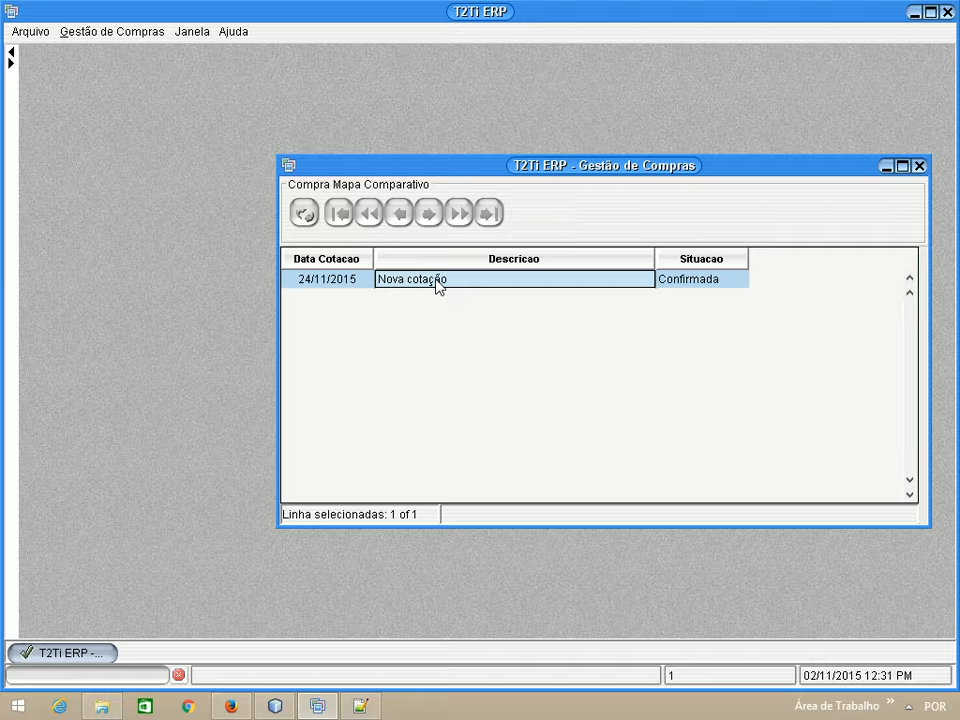 T2Ti ERP
Arquivo Gestão de Compras Janela Ajuda
T2Ti ERP - Gestão de Compras
Compra Mapa Comparativo
Data Cotacao Descricao Situacao
24/11/2015 Nova cotação Confirmada
Linha selecionadas: 1 of 1
T2Ti ERP -...
1 02/11/2015 12:31 PM
Área de Trabalho » POR